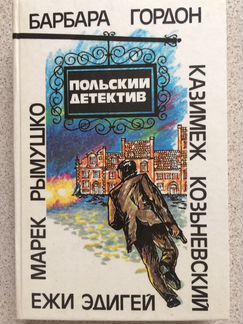 БАРБАРА ГОРДОН
ПОЛЬСКИЙ
ДЕТЕКТИВ
КАЗИМЕЖ КОЗЬНЕВСКИЙ
МАРЕК РЫМУШКО
ЕЖИ ЭДИГЕЙ